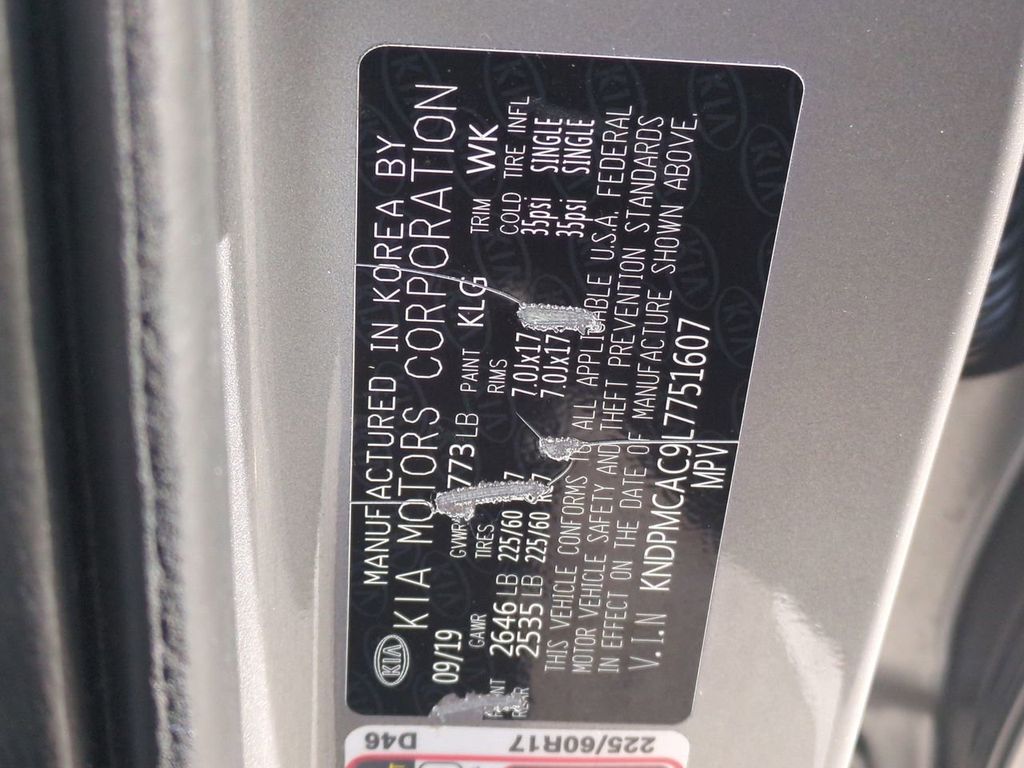 MANUFACTURED IN KOREA BY
KIA KIA MOTORS CORPORATION
09/19 GVWR 773 LB PAINT KLG TRIM WK
GAWR TIRES RIMS COLD TIRE INFL
2646 LB 225/60 7.0Jx17 35psi SINGLE
REAR 2535 LB 225/60 7.0Jx17 35psi SINGLE
THIS VEHICLE CONFORMS TO ALL APPLICABLE U.S.A. FEDERAL
MOTOR VEHICLE SAFETY AND THEFT PREVENTION STANDARDS
IN EFFECT ON THE DATE OF MANUFACTURE SHOWN ABOVE.
V.I.N KNDPMCAC9L7751607
MPV
225/60R17
D46